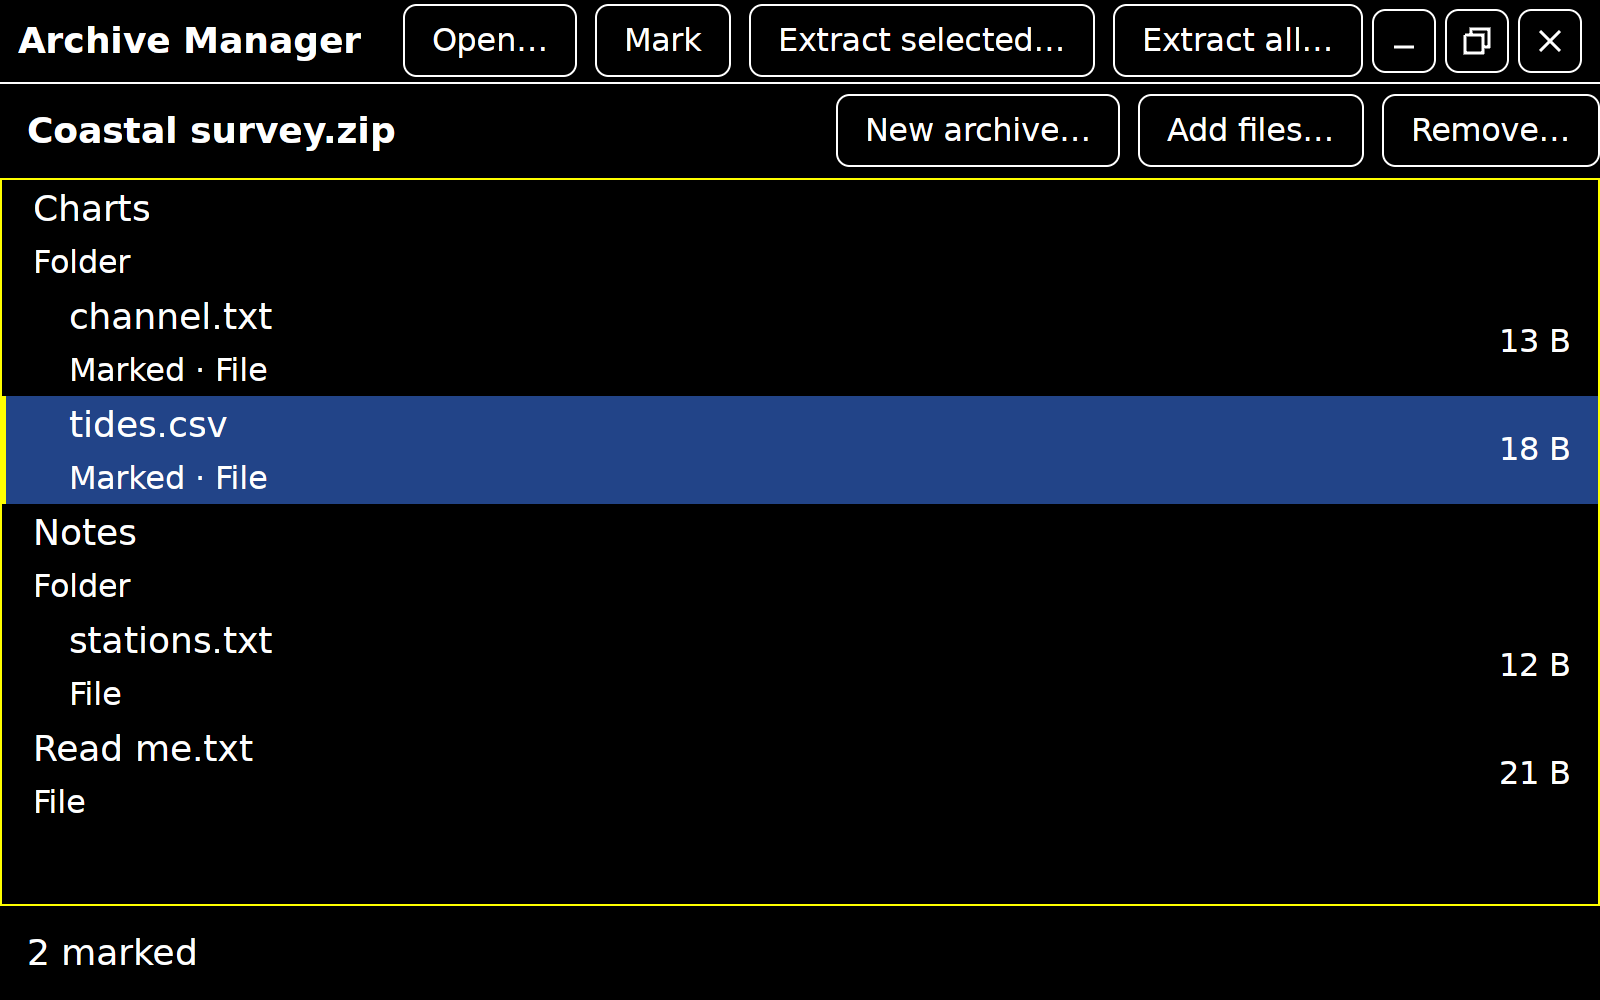 Archive Manager Open… Mark Extract selected… Extract all…
Coastal survey.zip New archive… Add files… Remove…
Charts
Folder
channel.txt
Marked · File
13 B
tides.csv
Marked · File
18 B
Notes
Folder
stations.txt
File
12 B
Read me.txt
File
21 B
2 marked